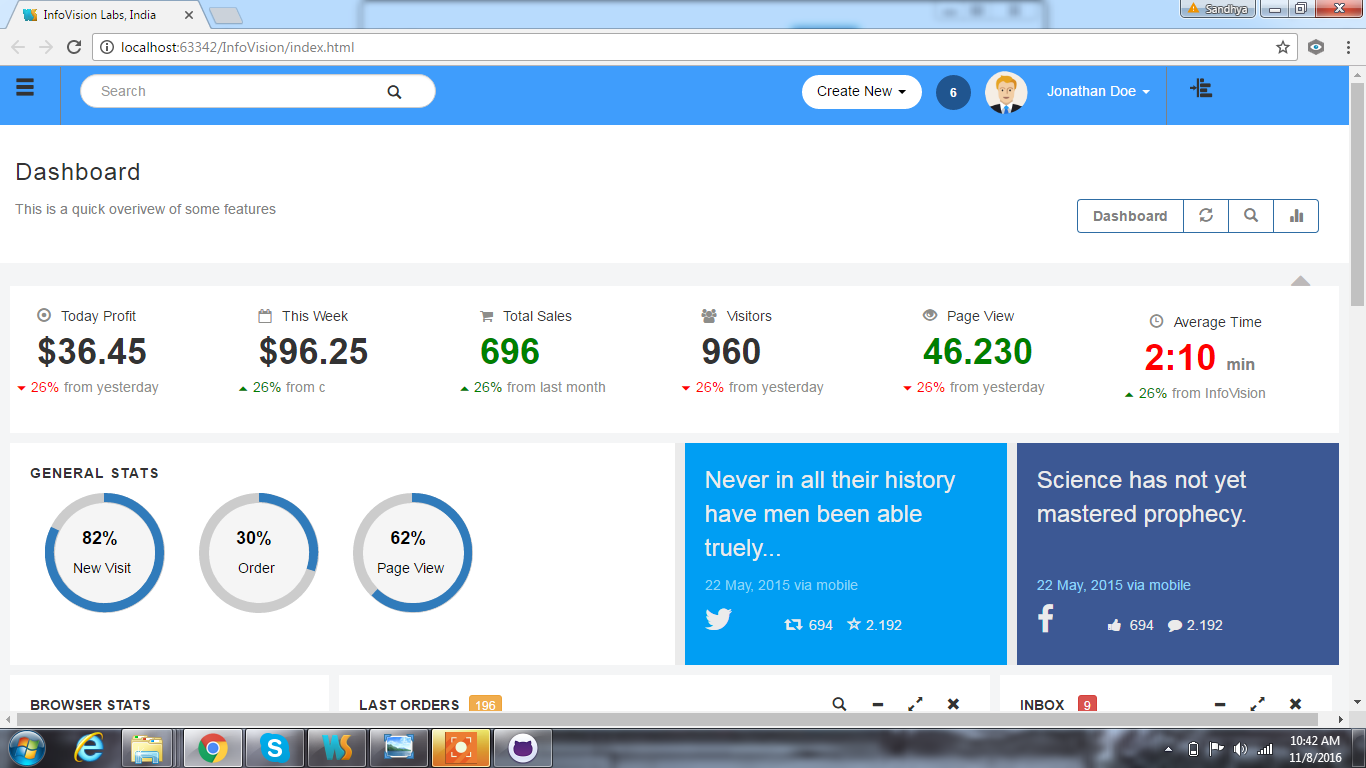 InfoVision Labs, India
Sandhya
localhost:63342/InfoVision/index.html
Search
Create New
6
Jonathan Doe
Dashboard
This is a quick overivew of some features
Dashboard
Today Profit
$36.45
26% from yesterday
This Week
$96.25
26% from c
Total Sales
696
26% from last month
Visitors
960
26% from yesterday
Page View
46.230
26% from yesterday
Average Time
2:10 min
26% from InfoVision
GENERAL STATS
82%
New Visit
30%
Order
62%
Page View
Never in all their history
have men been able
truely...
22 May, 2015 via mobile
694 2.192
Science has not yet
mastered prophecy.
22 May, 2015 via mobile
694 2.192
BROWSER STATS
LAST ORDERS 196
INBOX 9
10:42 AM
11/8/2016